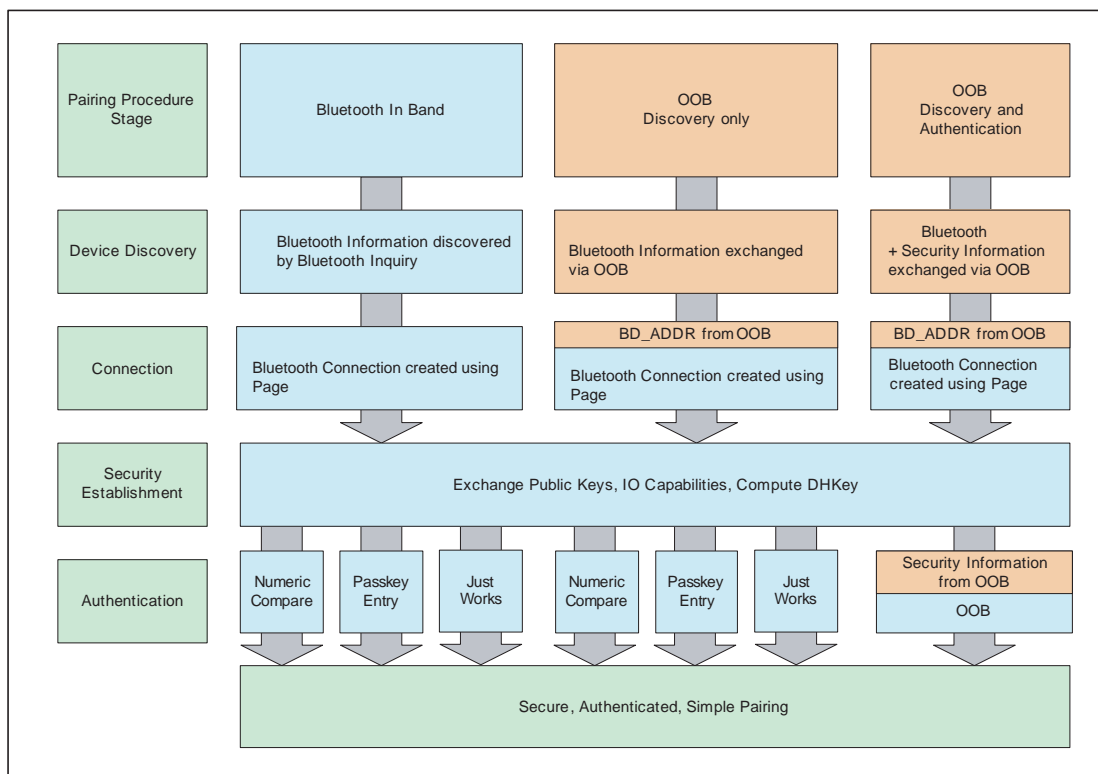 Pairing Procedure
Stage
Bluetooth In Band
OOB
Discovery only
OOB
Discovery and
Authentication
Device Discovery
Bluetooth Information discovered
by Bluetooth Inquiry
Bluetooth Information exchanged
via OOB
Bluetooth
+ Security Information
exchanged via OOB
Connection
Bluetooth Connection created using
Page
BD_ADDR from OOB
Bluetooth Connection created using
Page
BD_ADDR from OOB
Bluetooth Connection
created using Page
Security
Establishment
Exchange Public Keys, IO Capabilities, Compute DHKey
Authentication
Numeric
Compare
Passkey
Entry
Just
Works
Numeric
Compare
Passkey
Entry
Just
Works
Security Information
from OOB
OOB
Secure, Authenticated, Simple Pairing